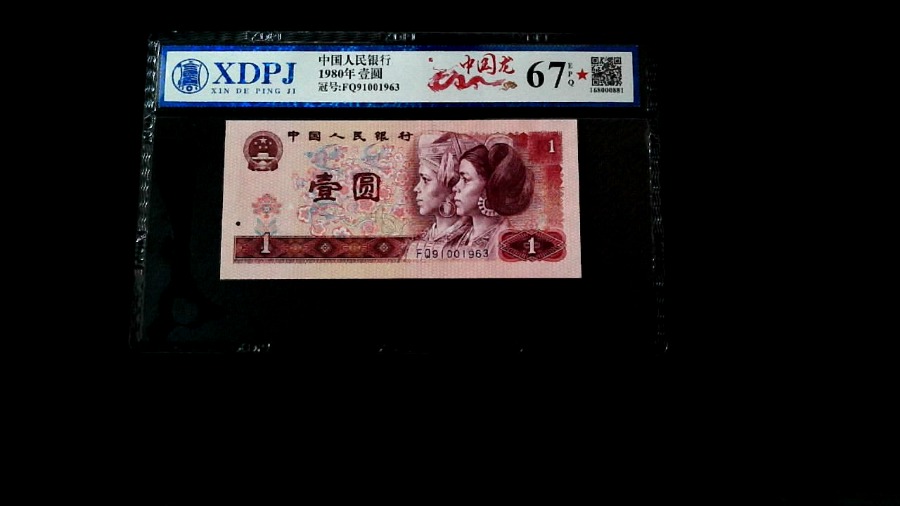 XDPJ
XIN DE PING JI
中国人民银行
1980年 壹圆
冠号:FQ91001963
中国龙
67 EPQ
168000881
中国人民银行
壹圆
1
1
1
FQ91001963